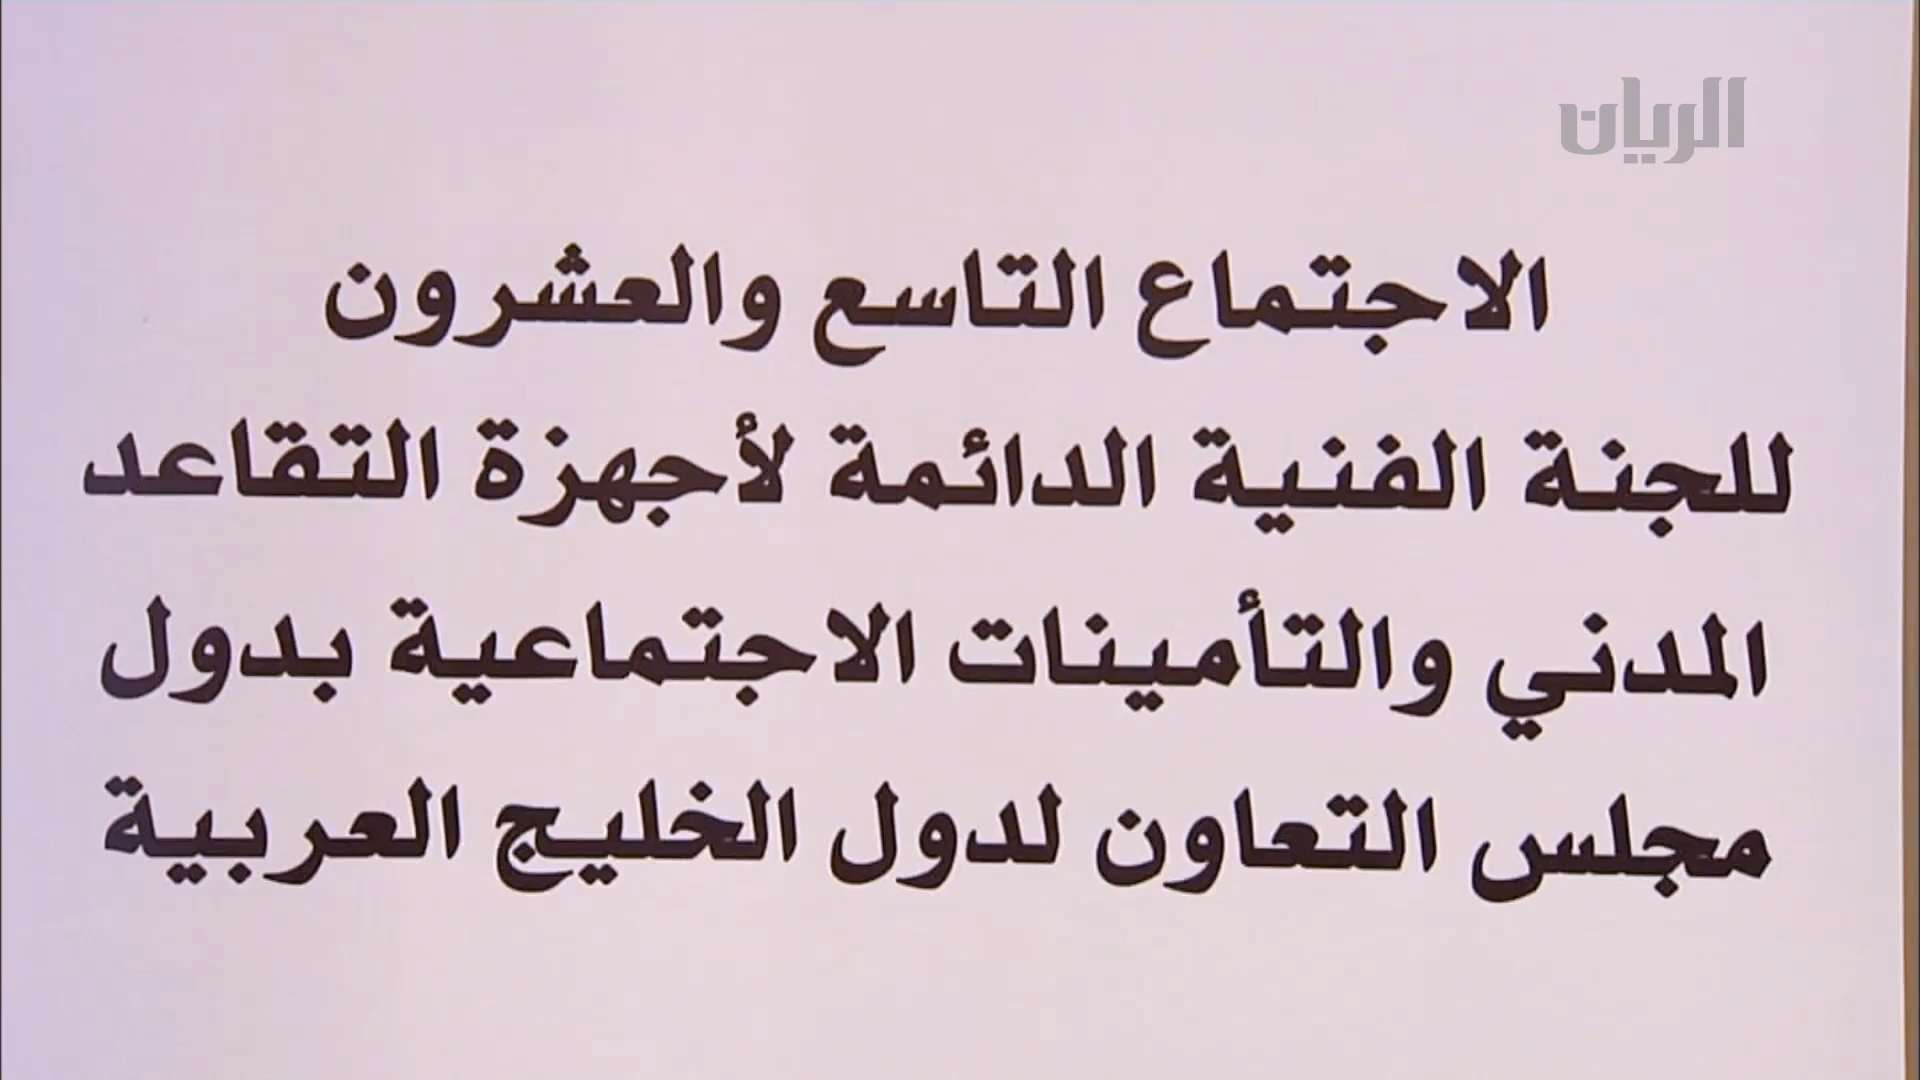 الريان
الاجتماع التاسع والعشرون
للجنة الفنية الدائمة لأجهزة التقاعد
المدني والتأمينات الاجتماعية بدول
مجلس التعاون لدول الخليج العربية